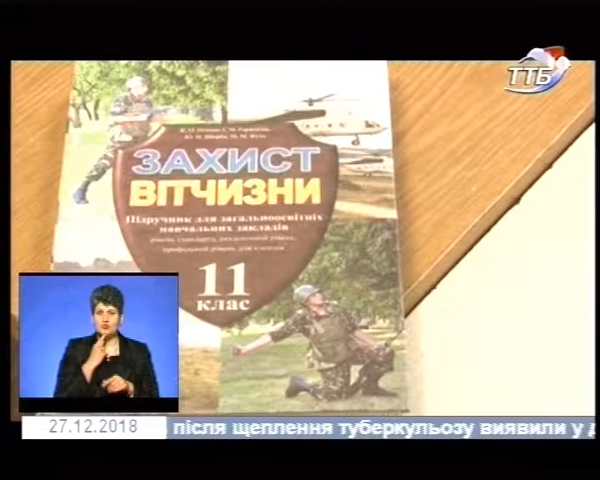 ТТБ
ЗАХИСТ
ВІТЧИЗНИ
Підручник для загальноосвітніх
навчальних закладів
11
клас
27.12.2018
після щеплення туберкульозу виявили у д